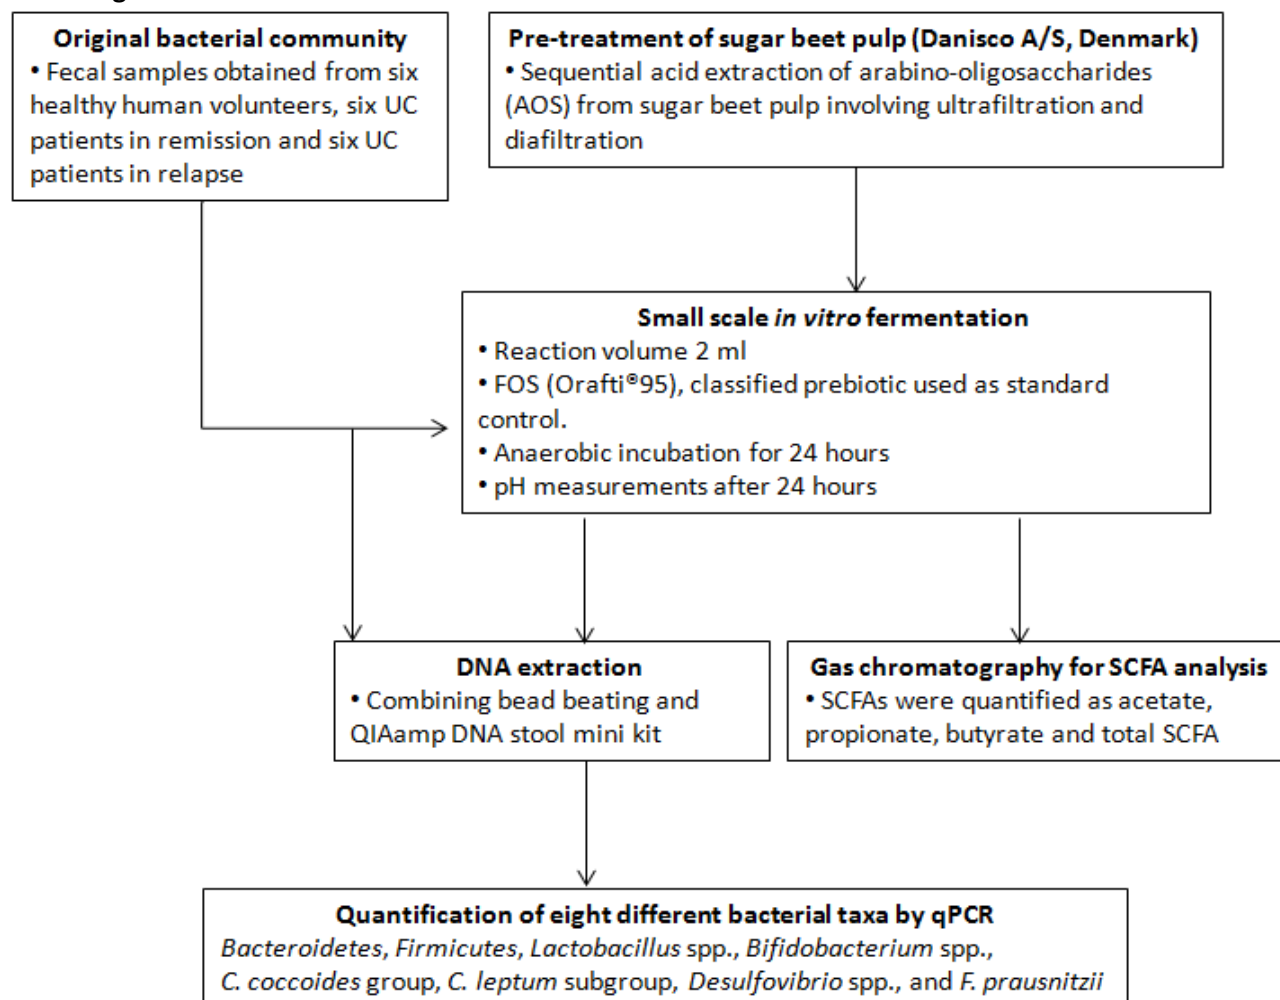 Original bacterial community
• Fecal samples obtained from six
healthy human volunteers, six UC
patients in remission and six UC
patients in relapse
Pre-treatment of sugar beet pulp (Danisco A/S, Denmark)
• Sequential acid extraction of arabino-oligosaccharides
(AOS) from sugar beet pulp involving ultrafiltration and
diafiltration
Small scale in vitro fermentation
• Reaction volume 2 ml
• FOS (Orafti®95), classified prebiotic used as standard
control.
• Anaerobic incubation for 24 hours
• pH measurements after 24 hours
DNA extraction
• Combining bead beating and
QIAamp DNA stool mini kit
Gas chromatography for SCFA analysis
• SCFAs were quantified as acetate,
propionate, butyrate and total SCFA
Quantification of eight different bacterial taxa by qPCR
Bacteroidetes, Firmicutes, Lactobacillus spp., Bifidobacterium spp.,
C. coccoides group, C. leptum subgroup, Desulfovibrio spp., and F. prausnitzii